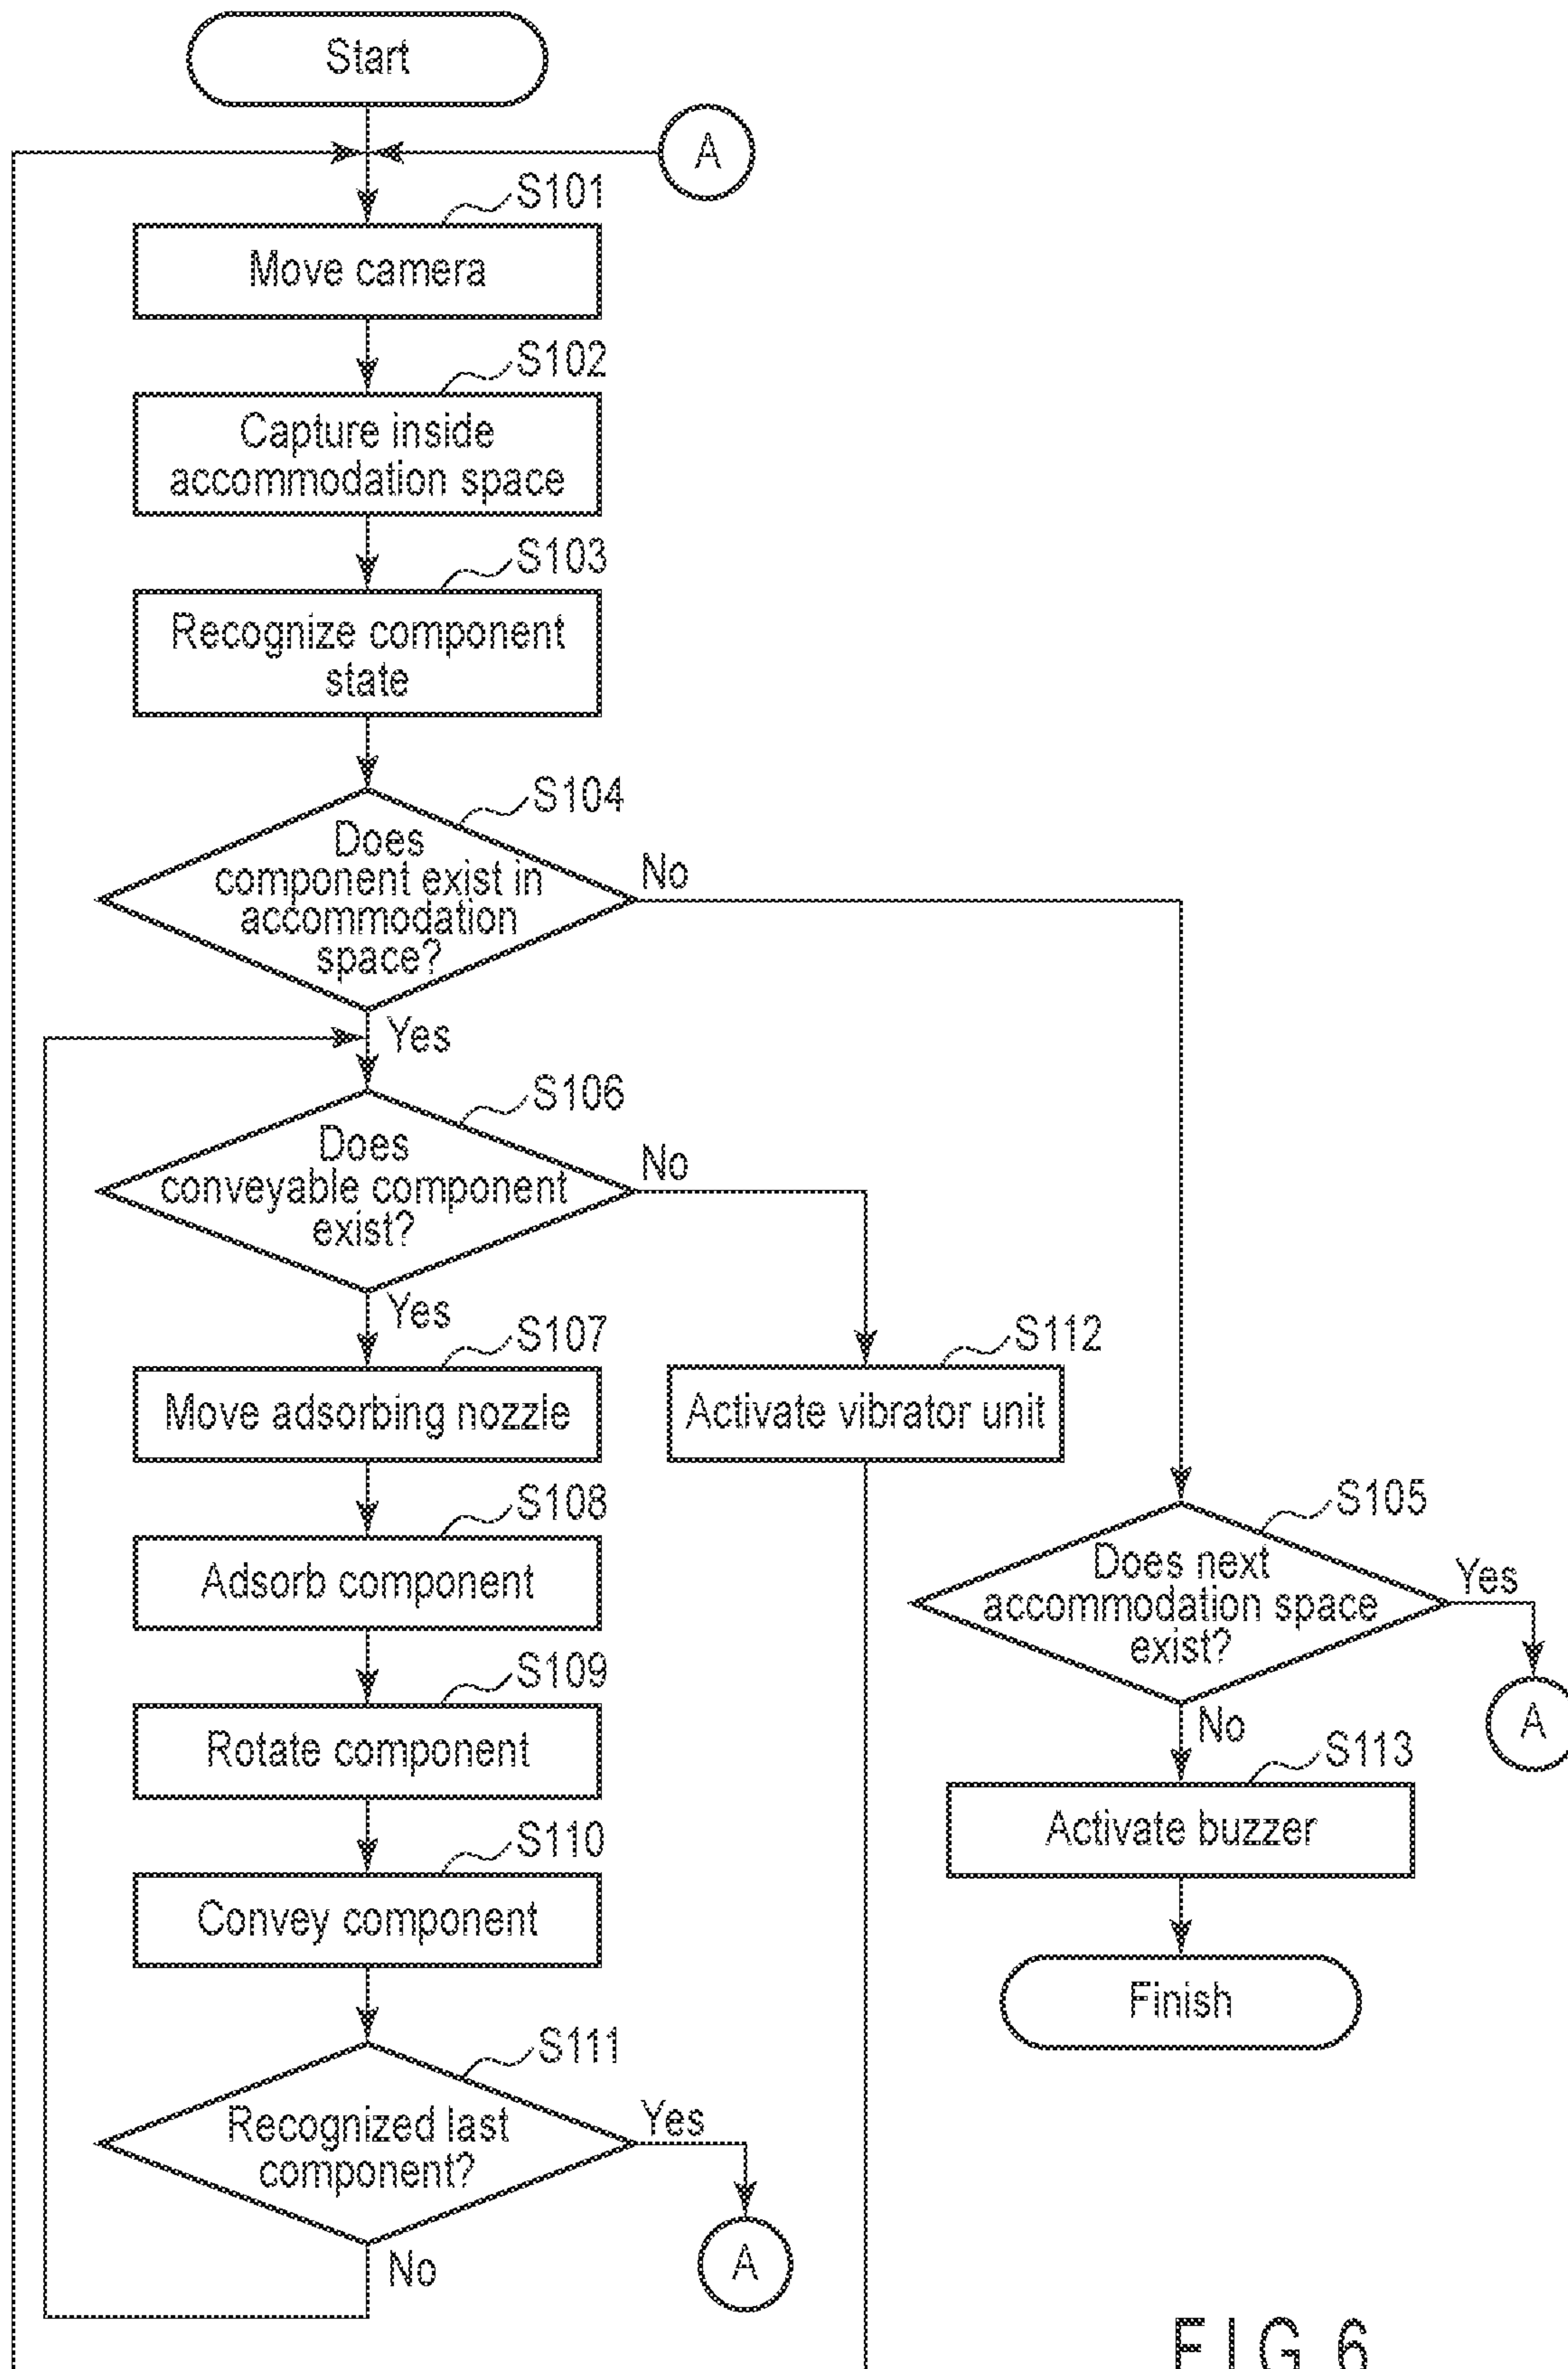 Start
A
S101
Move camera
S102
Capture inside
accommodation space
S103
Recognize component
state
S104
Does
component exist in
accommodation
space?
No
Yes
S106
Does
conveyable component
exist?
No
Yes
S107
Move adsorbing nozzle
S112
Activate vibrator unit
S108
Adsorb component
S105
Does next
accommodation space
exist?
Yes
A
No
S109
Rotate component
S113
Activate buzzer
S110
Convey component
Finish
S111
Recognized last
component?
Yes
A
No
FIG. 6